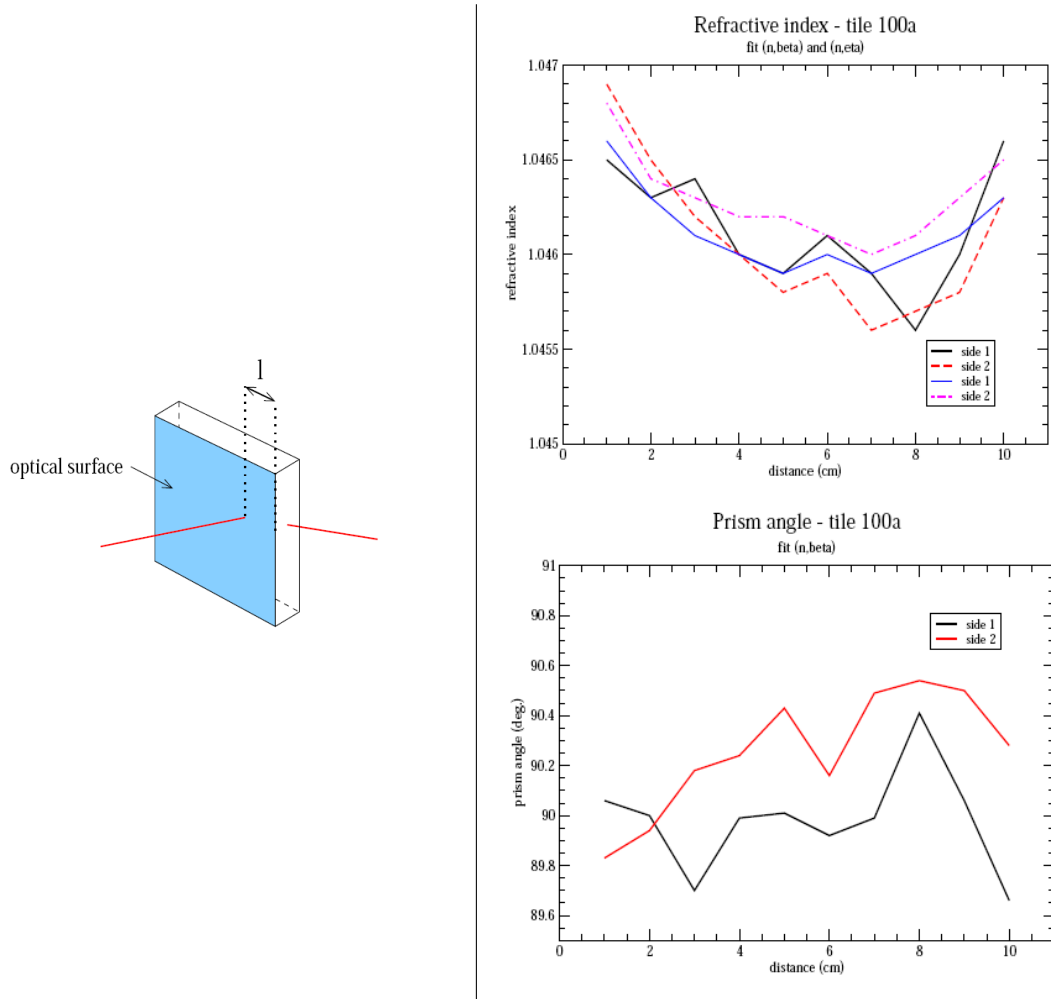 l
optical surface
Refractive index - tile 100a
fit (n,beta) and (n,eta)
1.047
1.0465
1.046
1.0455
1.045
refractive index
side 1
side 2
side 1
side 2
0 2 4 6 8 10
distance (cm)
Prism angle - tile 100a
fit (n,beta)
91
90.8
90.6
90.4
90.2
90
89.8
89.6
prism angle (deg.)
side 1
side 2
0 2 4 6 8 10
distance (cm)